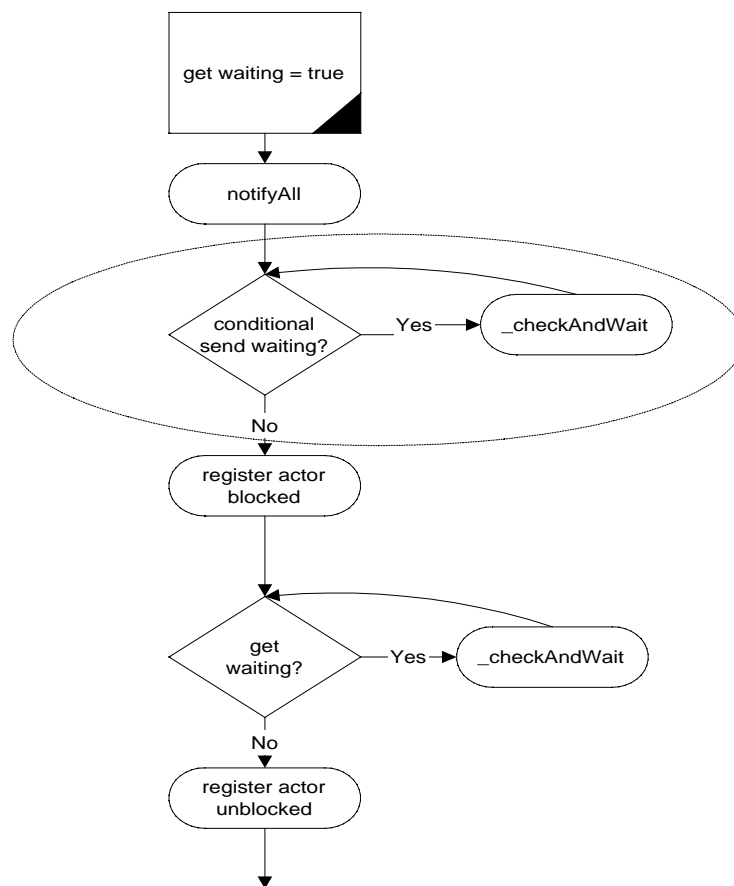 get waiting = true
notifyAll
conditional
send waiting?
Yes
_checkAndWait
No
register actor
blocked
get
waiting?
Yes
_checkAndWait
No
register actor
unblocked